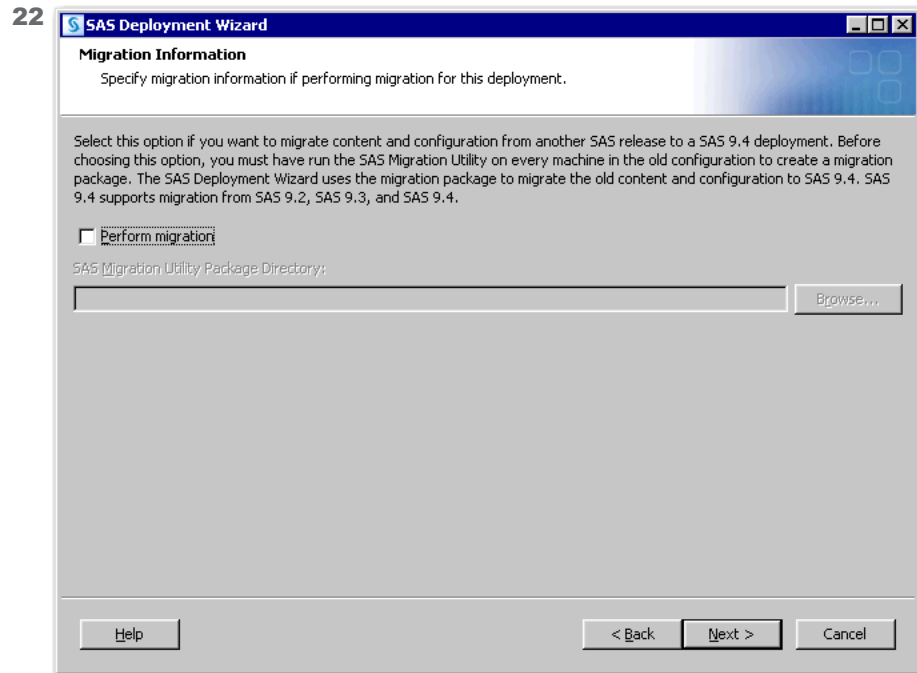 22
SAS Deployment Wizard
Migration Information
Specify migration information if performing migration for this deployment.
Select this option if you want to migrate content and configuration from another SAS release to a SAS 9.4 deployment. Before
choosing this option, you must have run the SAS Migration Utility on every machine in the old configuration to create a migration
package. The SAS Deployment Wizard uses the migration package to migrate the old content and configuration to SAS 9.4. SAS
9.4 supports migration from SAS 9.2, SAS 9.3, and SAS 9.4.
Perform migration
SAS Migration Utility Package Directory:
Browse...
Help
< Back
Next >
Cancel